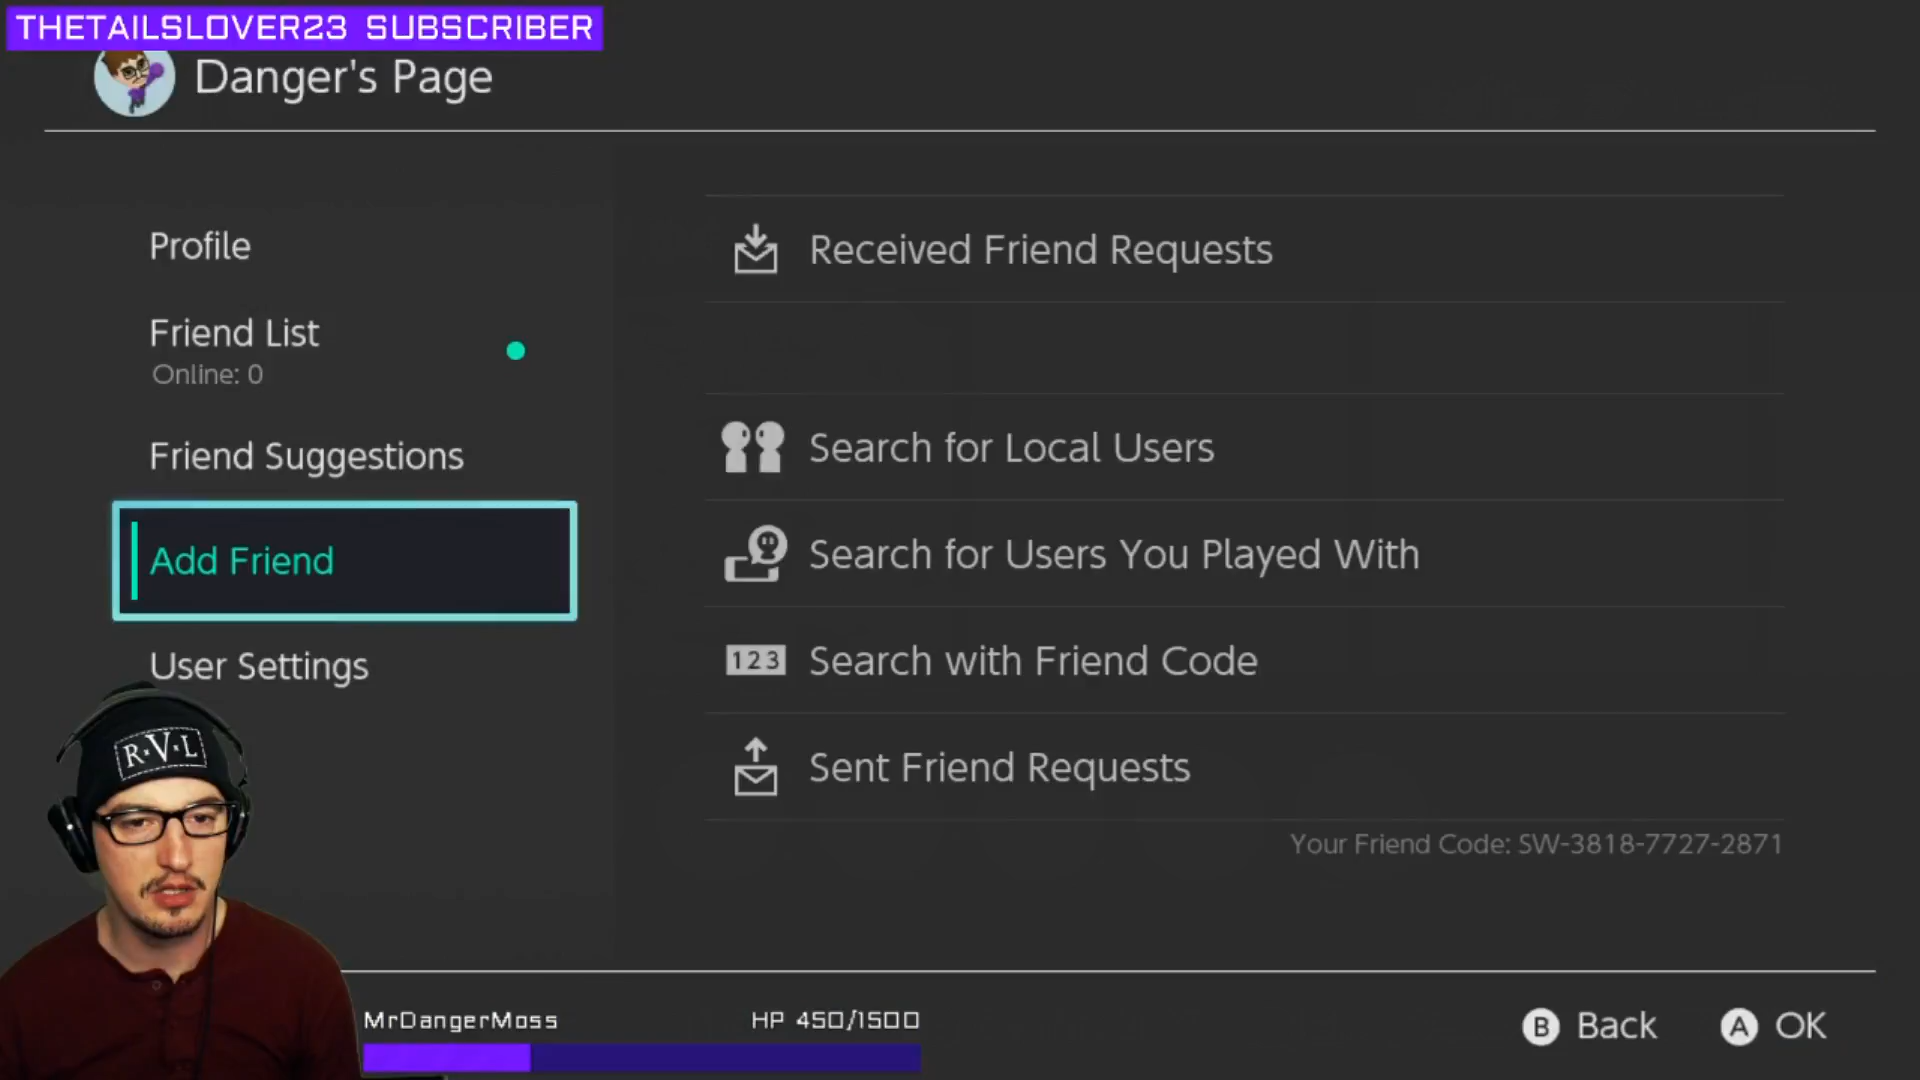 THETAILSLOVER23 SUBSCRIBER
Danger's Page
Profile
Friend List
Online: 0
Friend Suggestions
Add Friend
User Settings
Received Friend Requests
Search for Local Users
Search for Users You Played With
123 Search with Friend Code
Sent Friend Requests
Your Friend Code: SW-3818-7727-2871
R·V·L
MrDangerMoss HP 450/1500
B Back A OK